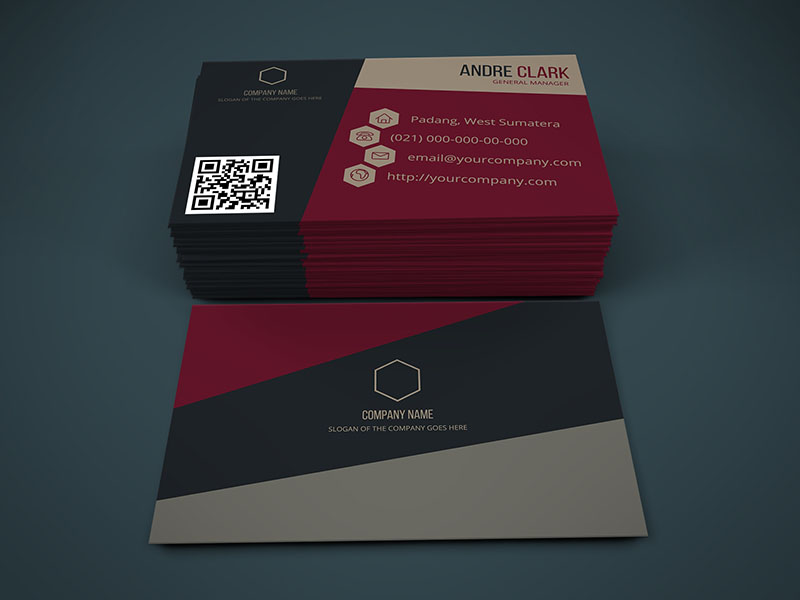 COMPANY NAME
SLOGAN OF THE COMPANY GOES HERE
ANDRE CLARK
GENERAL MANAGER
Padang, West Sumatera
(021) 000-000-00-000
email@yourcompany.com
http://yourcompany.com
COMPANY NAME
SLOGAN OF THE COMPANY GOES HERE